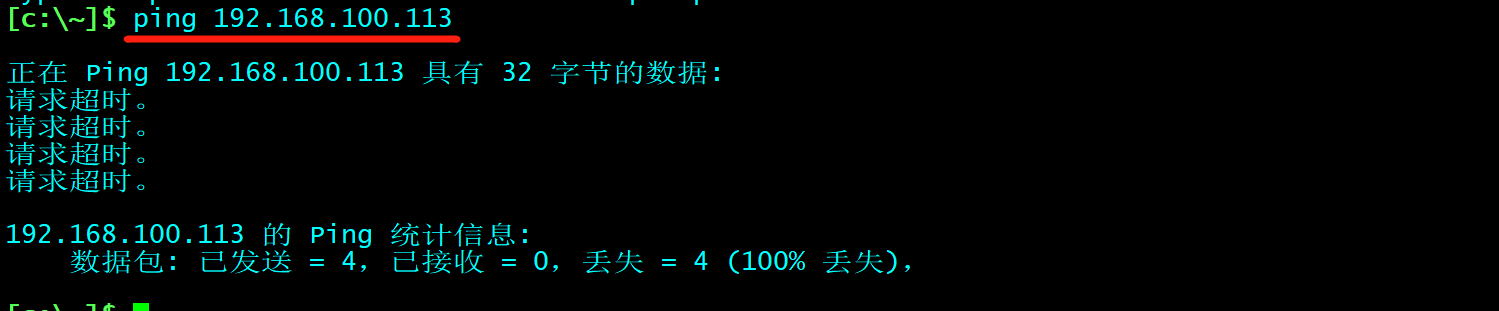 [c:\~]$ ping 192.168.100.113
正在 Ping 192.168.100.113 具有 32 字节的数据:
请求超时。
请求超时。
请求超时。
请求超时。
192.168.100.113 的 Ping 统计信息:
数据包: 已发送 = 4，已接收 = 0，丢失 = 4 (100% 丢失)，
[c:\~]$